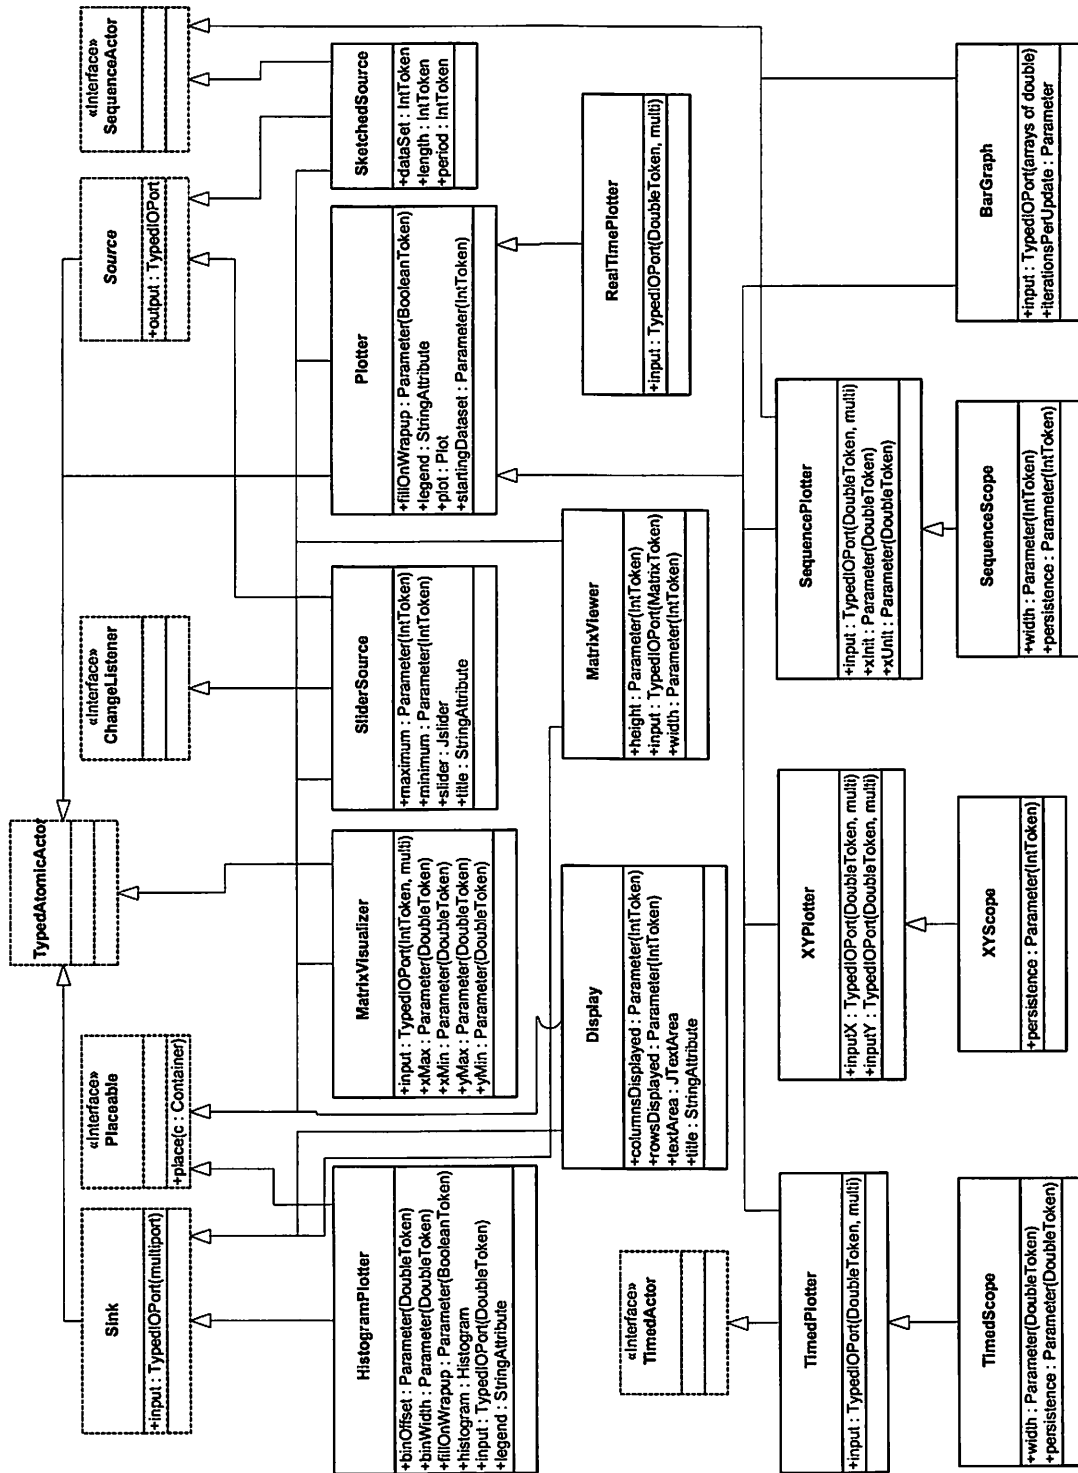 TypedAtomicActor
Sink
+input : TypedIOPort(multiport)
«Interface»
Placeable
+place(c : Container)
«Interface»
ChangeListener
Source
+output : TypedIOPort
«Interface»
SequenceActor
HistogramPlotter
+binOffset : Parameter(DoubleToken)
+binWidth : Parameter(DoubleToken)
+fillOnWrapup : Parameter(BooleanToken)
+histogram : Histogram
+input : TypedIOPort(DoubleToken)
+legend : StringAttribute
MatrixVisualizer
+input : TypedIOPort(IntToken, multi)
+xMax : Parameter(DoubleToken)
+xMin : Parameter(DoubleToken)
+yMax : Parameter(DoubleToken)
+yMin : Parameter(DoubleToken)
SliderSource
+maximum : Parameter(IntToken)
+minimum : Parameter(IntToken)
+slider : Jslider
+title : StringAttribute
Plotter
+fillOnWrapup : Parameter(BooleanToken)
+legend : StringAttribute
+plot : Plot
+startingDataset : Parameter(IntToken)
SketchedSource
+dataSet : IntToken
+length : IntToken
+period : IntToken
Display
+columnsDisplayed : Parameter(IntToken)
+rowsDisplayed : Parameter(IntToken)
+textArea : JTextArea
+title : StringAttribute
MatrixViewer
+height : Parameter(IntToken)
+input : TypedIOPort(MatrixToken)
+width : Parameter(IntToken)
RealTimePlotter
+input : TypedIOPort(DoubleToken, multi)
«Interface»
TimedActor
TimedPlotter
+input : TypedIOPort(DoubleToken, multi)
XYPlotter
+inputX : TypedIOPort(DoubleToken, multi)
+inputY : TypedIOPort(DoubleToken, multi)
SequencePlotter
+input : TypedIOPort(DoubleToken, multi)
+xInit : Parameter(DoubleToken)
+xUnit : Parameter(DoubleToken)
TimedScope
+width : Parameter(DoubleToken)
+persistence : Parameter(DoubleToken)
XYScope
+persistence : Parameter(IntToken)
SequenceScope
+width : Parameter(IntToken)
+persistence : Parameter(IntToken)
BarGraph
+input : TypedIOPort(arrays of double)
+iterationsPerUpdate : Parameter